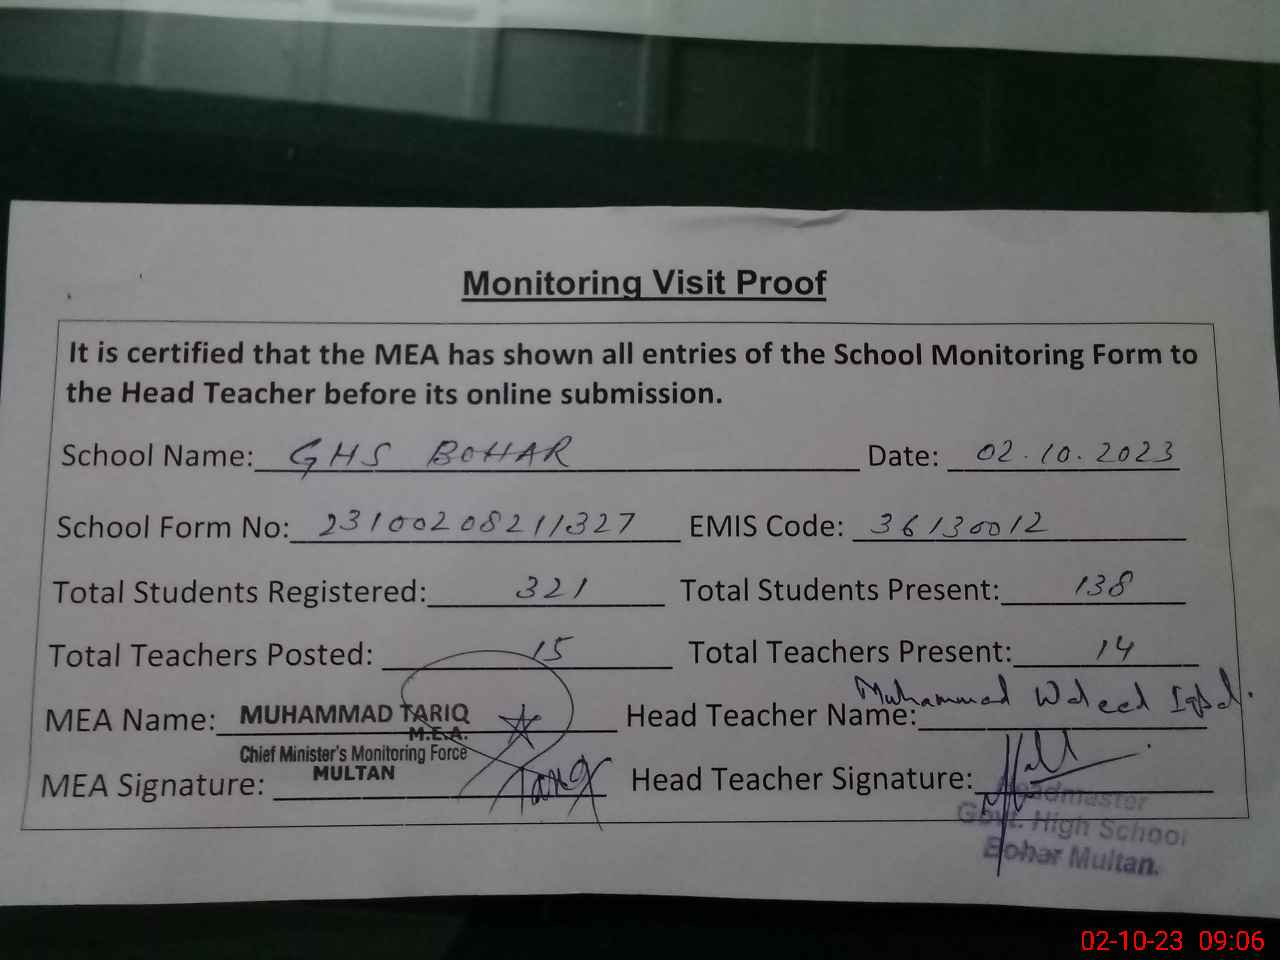 Monitoring Visit Proof
It is certified that the MEA has shown all entries of the School Monitoring Form to
the Head Teacher before its online submission.
School Name: GHS BOHAR Date: 02.10.2023
School Form No: 23100208211327 EMIS Code: 36130012
Total Students Registered: 321 Total Students Present: 138
Total Teachers Posted: 15 Total Teachers Present: 14
MEA Name: MUHAMMAD TARIQ Head Teacher Name: Muhammad Waleed Iqbal.
M.E.A.
Chief Minister's Monitoring Force
MULTAN
MEA Signature: Tariq Head Teacher Signature:
Headmaster
Govt. High School
Bohar Multan.
02-10-23 09:06